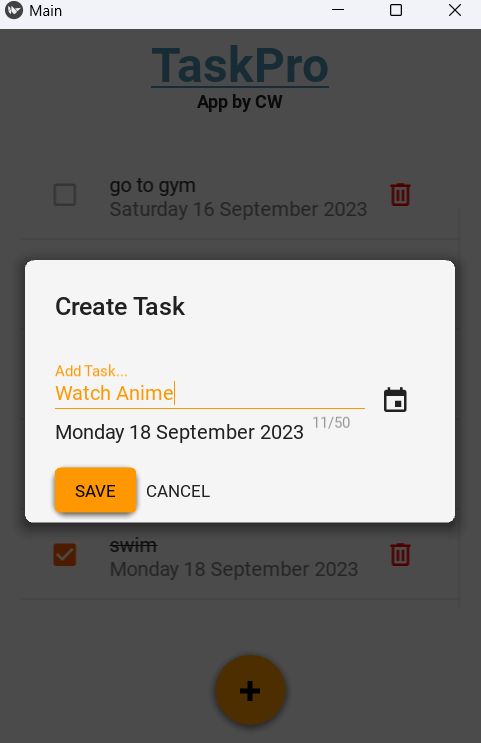 Main
TaskPro
App by CW
go to gym
Saturday 16 September 2023
Create Task
Add Task...
Watch Anime
11/50
Monday 18 September 2023
SAVE CANCEL
swim
Monday 18 September 2023